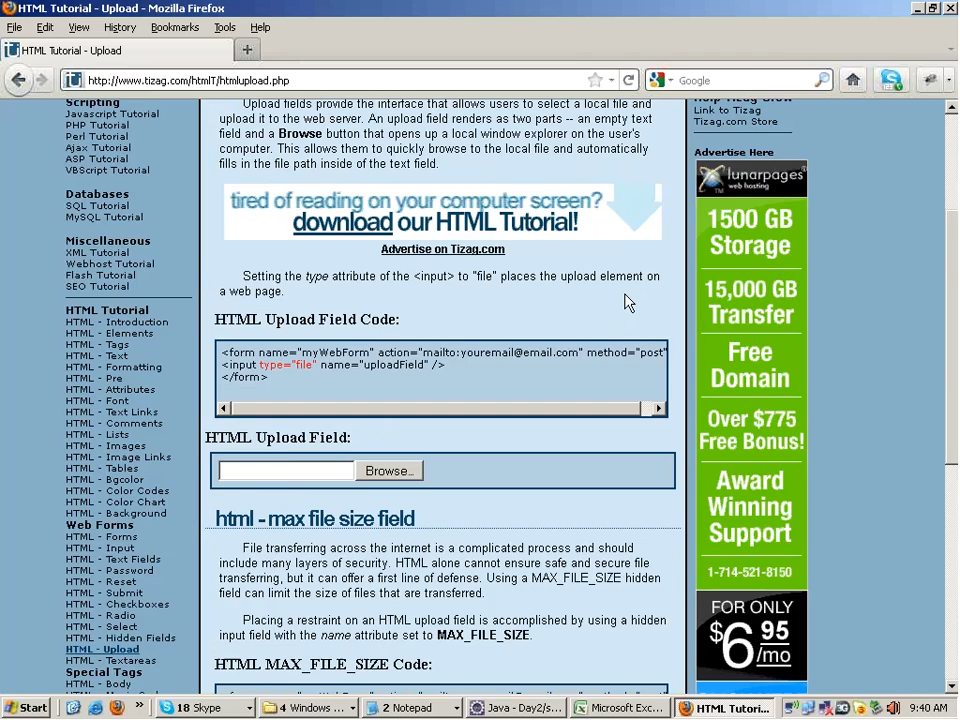 HTML Tutorial - Upload - Mozilla Firefox
File Edit View History Bookmarks Tools Help
HTML Tutorial - Upload
http://www.tizag.com/htmlT/htmlupload.php
Google
Scripting
Javascript Tutorial
PHP Tutorial
Perl Tutorial
Ajax Tutorial
ASP Tutorial
VBScript Tutorial
Databases
SQL Tutorial
MySQL Tutorial
Miscellaneous
XML Tutorial
Webhost Tutorial
Flash Tutorial
SEO Tutorial
HTML Tutorial
HTML - Introduction
HTML - Elements
HTML - Tags
HTML - Text
HTML - Formatting
HTML - Pre
HTML - Attributes
HTML - Font
HTML - Text Links
HTML - Comments
HTML - Lists
HTML - Images
HTML - Image Links
HTML - Tables
HTML - Bgcolor
HTML - Color Codes
HTML - Color Chart
HTML - Background
Web Forms
HTML - Forms
HTML - Input
HTML - Text Fields
HTML - Password
HTML - Reset
HTML - Submit
HTML - Checkboxes
HTML - Radio
HTML - Select
HTML - Hidden Fields
HTML - Upload
HTML - Textareas
Special Tags
HTML - Body
Upload fields provide the interface that allows users to select a local file and
upload it to the web server. An upload field renders as two parts -- an empty text
field and a Browse button that opens up a local window explorer on the user's
computer. This allows them to quickly browse to the local file and automatically
fills in the file path inside of the text field.
tired of reading on your computer screen?
download our HTML Tutorial!
Advertise on Tizag.com
Setting the type attribute of the <input> to "file" places the upload element on
a web page.
HTML Upload Field Code:
<form name="myWebForm" action="mailto:youremail@email.com" method="post"
<input type="file" name="uploadField" />
</form>
HTML Upload Field:
Browse...
html - max file size field
File transferring across the internet is a complicated process and should
include many layers of security. HTML alone cannot ensure safe and secure file
transferring, but it can offer a first line of defense. Using a MAX_FILE_SIZE hidden
field can limit the size of files that are transferred.
Placing a restraint on an HTML upload field is accomplished by using a hidden
input field with the name attribute set to MAX_FILE_SIZE.
HTML MAX_FILE_SIZE Code:
Help Tizag Grow
Link to Tizag
Tizag.com Store
Advertise Here
lunarpages
web hosting
1500 GB
Storage
15,000 GB
Transfer
Free
Domain
Over $775
Free Bonus!
Award
Winning
Support
1-714-521-8150
FOR ONLY
$6.95
/mo
Start
18 Skype
4 Windows ...
2 Notepad
Java - Day2/s...
Microsoft Exc...
HTML Tutori...
9:40 AM